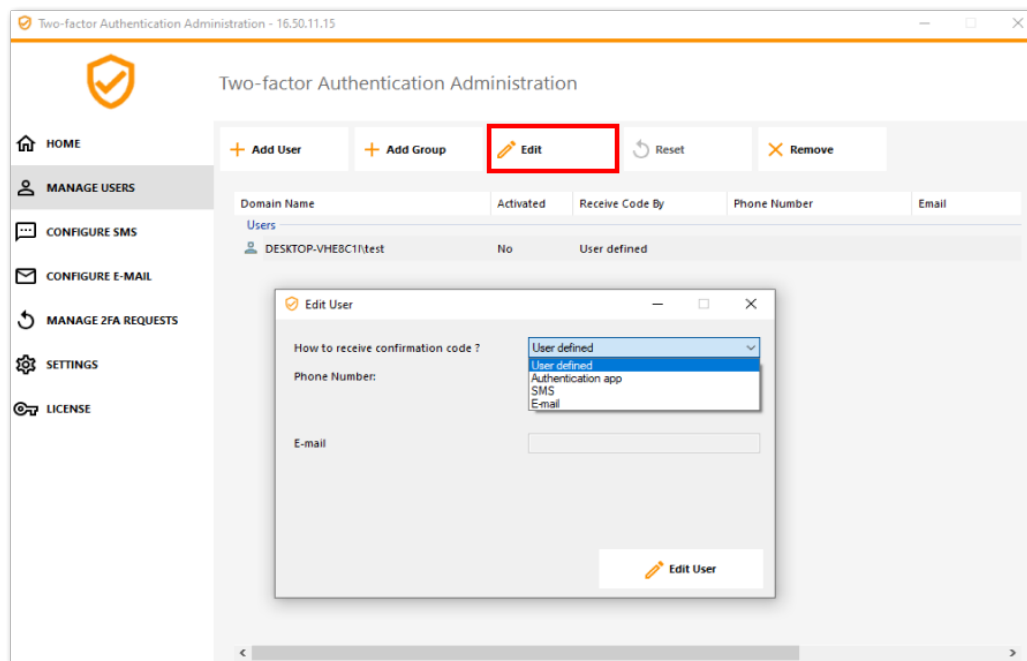 Two-factor Authentication Administration - 16.50.11.15
Two-factor Authentication Administration
HOME
MANAGE USERS
CONFIGURE SMS
CONFIGURE E-MAIL
MANAGE 2FA REQUESTS
SETTINGS
LICENSE
Add User Add Group Edit Reset Remove
Domain Name Activated Receive Code By Phone Number Email
Users
DESKTOP-VHE8C1I\test No User defined
Edit User
How to receive confirmation code ? User defined
User defined
Authentication app
SMS
E-mail
Phone Number:
E-mail
Edit User